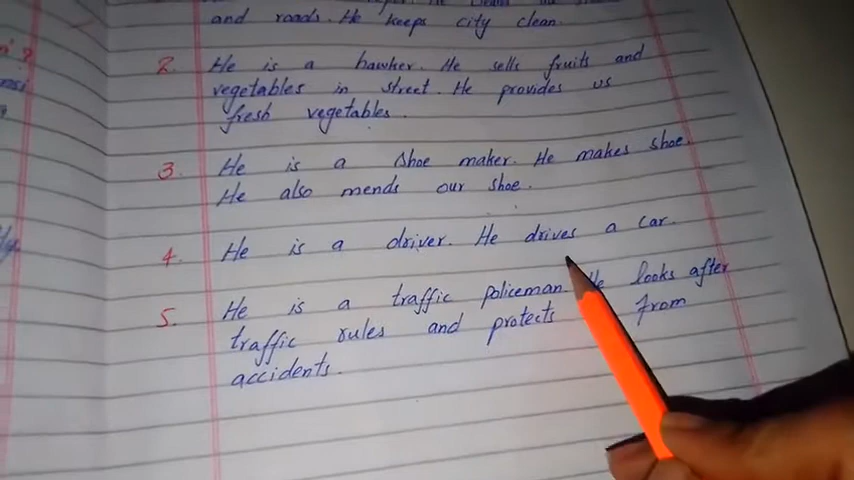 and roads. He keeps city clean.
2. He is a hawker. He sells fruits and
vegetables in street. He provides us
fresh vegetables.
3. He is a shoe maker. He makes shoe.
He also mends our shoe.
4. He is a driver. He drives a car.
5. He is a traffic policeman He looks after
traffic rules and protects from
accidents.